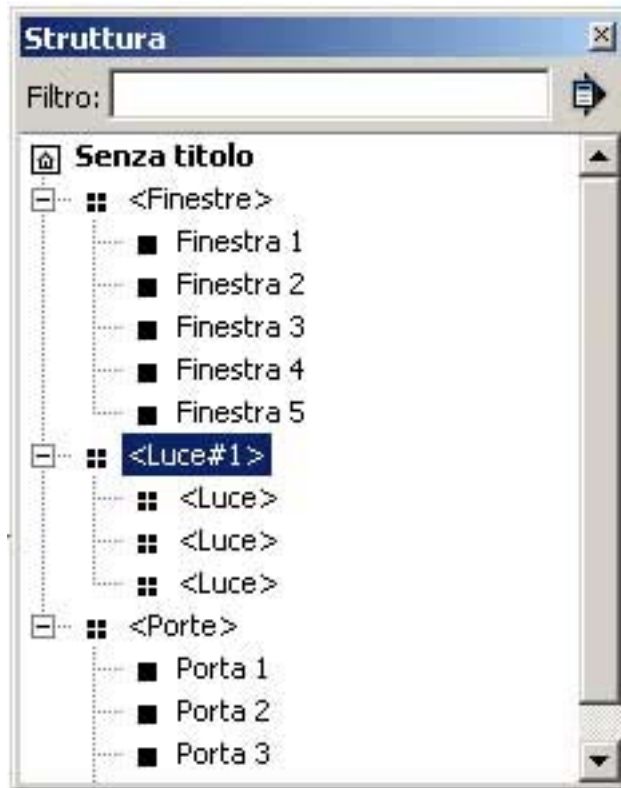 Struttura
Filtro:
Senza titolo
<Finestre>
Finestra 1
Finestra 2
Finestra 3
Finestra 4
Finestra 5
<Luce#1>
<Luce>
<Luce>
<Luce>
<Porte>
Porta 1
Porta 2
Porta 3